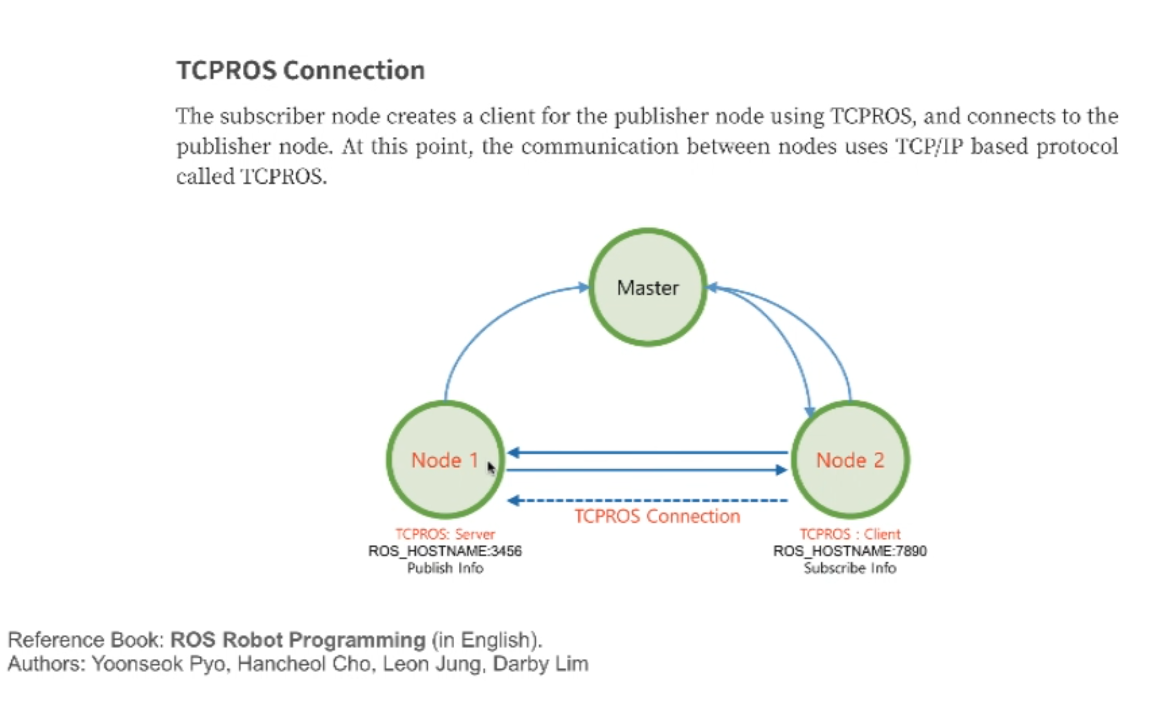 TCPROS Connection
The subscriber node creates a client for the publisher node using TCPROS, and connects to the
publisher node. At this point, the communication between nodes uses TCP/IP based protocol
called TCPROS.
Master
Node 1
Node 2
TCPROS Connection
TCPROS: Server
ROS_HOSTNAME:3456
Publish Info
TCPROS : Client
ROS_HOSTNAME:7890
Subscribe Info
Reference Book: ROS Robot Programming (in English).
Authors: Yoonseok Pyo, Hancheol Cho, Leon Jung, Darby Lim